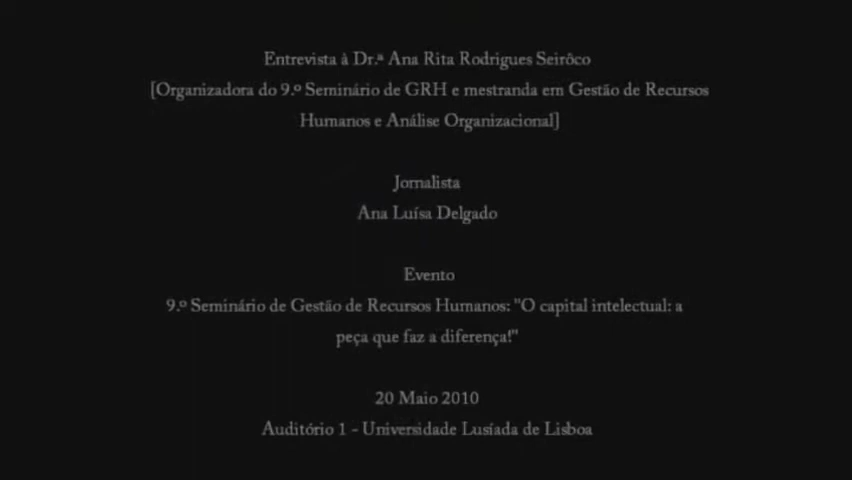 Entrevista à Dr.ª Ana Rita Rodrigues Seirôco
[Organizadora do 9.º Seminário de GRH e mestranda em Gestão de Recursos
Humanos e Análise Organizacional]
Jornalista
Ana Luísa Delgado
Evento
9.º Seminário de Gestão de Recursos Humanos: "O capital intelectual: a
peça que faz a diferença!"
20 Maio 2010
Auditório 1 - Universidade Lusíada de Lisboa